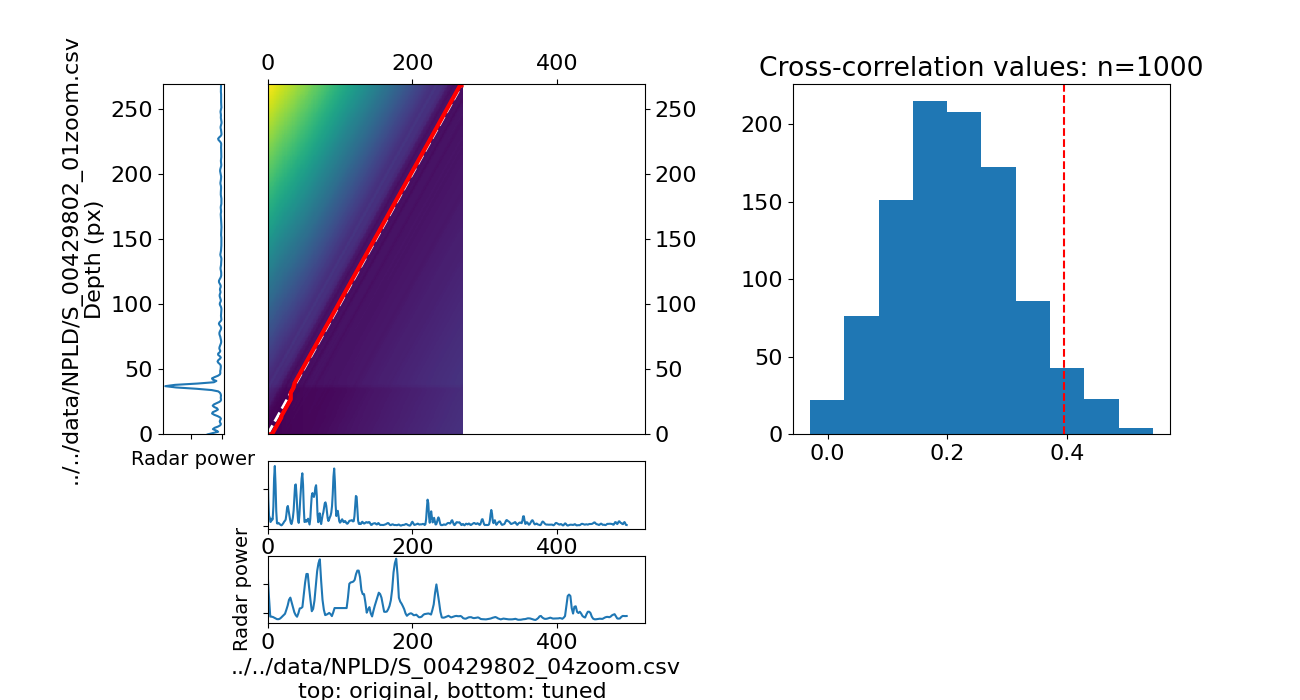 0 200 400
Cross-correlation values: n=1000
../../data/NPLD/S_00429802_01zoom.csv
Depth (px)
250
200
150
100
50
0
250
200
150
100
50
0
200
150
100
50
0
0.0 0.2 0.4
Radar power
0 200 400
Radar power
0 200 400
../../data/NPLD/S_00429802_04zoom.csv
top: original, bottom: tuned